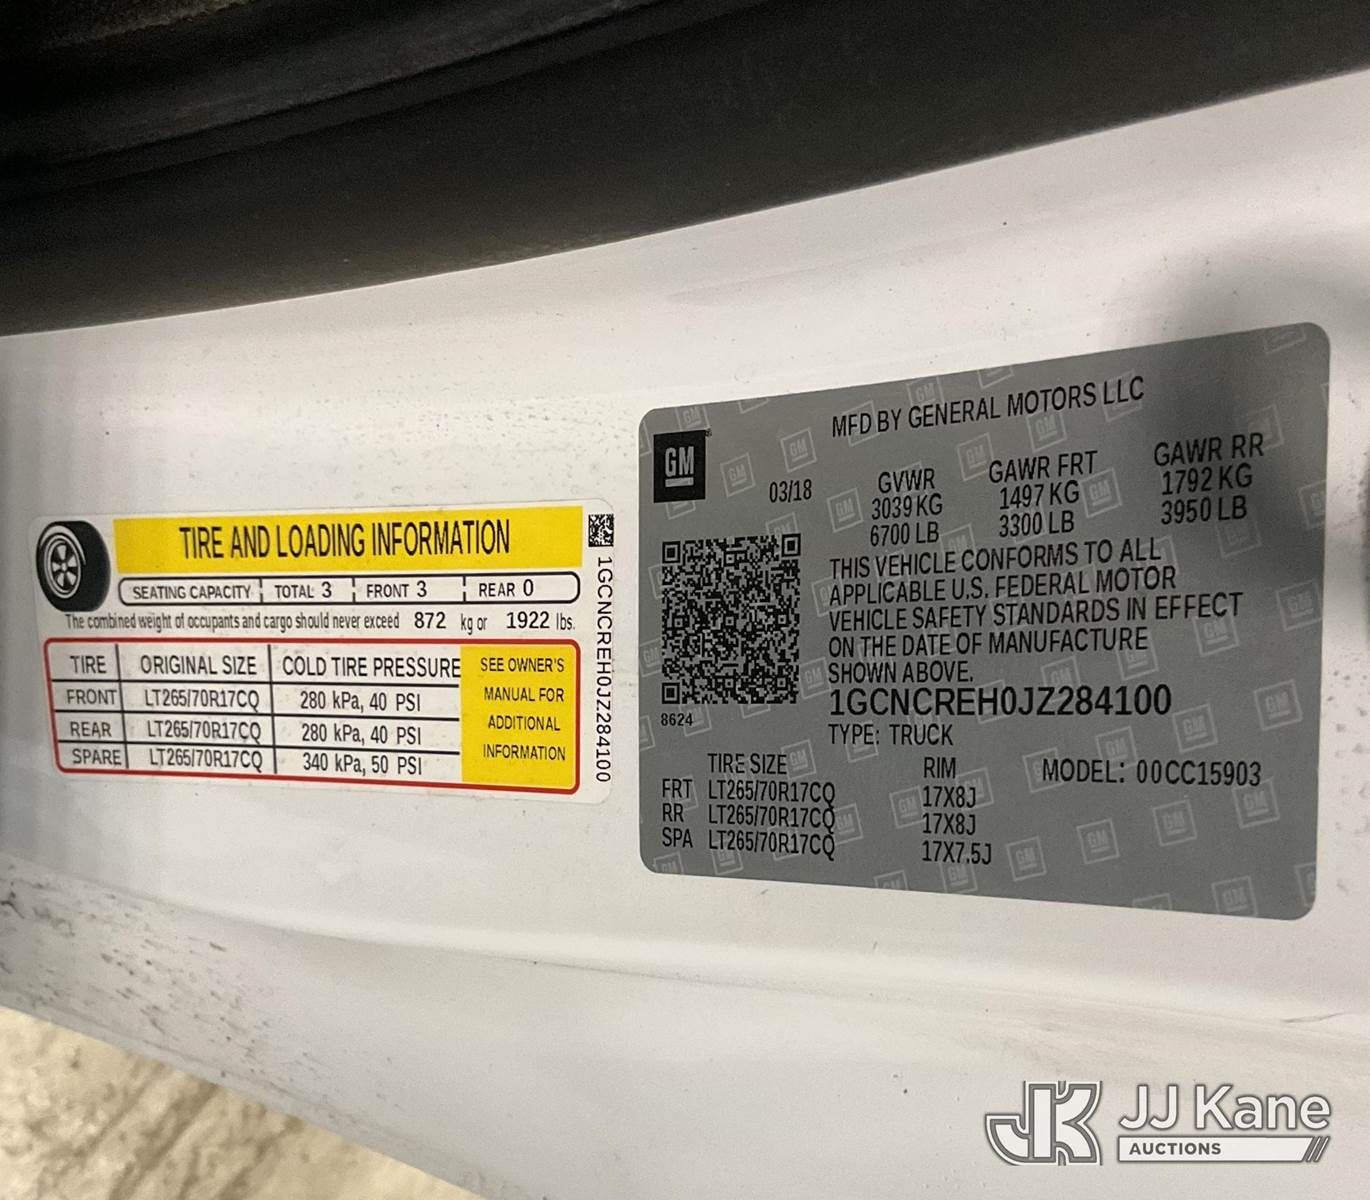 TIRE AND LOADING INFORMATION
SEATING CAPACITY TOTAL 3 FRONT 3 REAR 0
The combined weight of occupants and cargo should never exceed 872 kg or 1922 lbs.
TIRE ORIGINAL SIZE COLD TIRE PRESSURE
FRONT LT265/70R17CQ 280 kPa, 40 PSI
REAR LT265/70R17CQ 280 kPa, 40 PSI
SPARE LT265/70R17CQ 340 kPa, 50 PSI
SEE OWNER'S
MANUAL FOR
ADDITIONAL
INFORMATION
1GCNCREH0JZ284100
GM
MFD BY GENERAL MOTORS LLC
03/18
GVWR GAWR FRT GAWR RR
3039 KG 1497 KG 1792 KG
6700 LB 3300 LB 3950 LB
THIS VEHICLE CONFORMS TO ALL
APPLICABLE U.S. FEDERAL MOTOR
VEHICLE SAFETY STANDARDS IN EFFECT
ON THE DATE OF MANUFACTURE
SHOWN ABOVE.
1GCNCREH0JZ284100
8624
TYPE: TRUCK
TIRE SIZE RIM MODEL: 00CC15903
FRT LT265/70R17CQ 17X8J
RR LT265/70R17CQ 17X8J
SPA LT265/70R17CQ 17X7.5J
JK JJ Kane
AUCTIONS